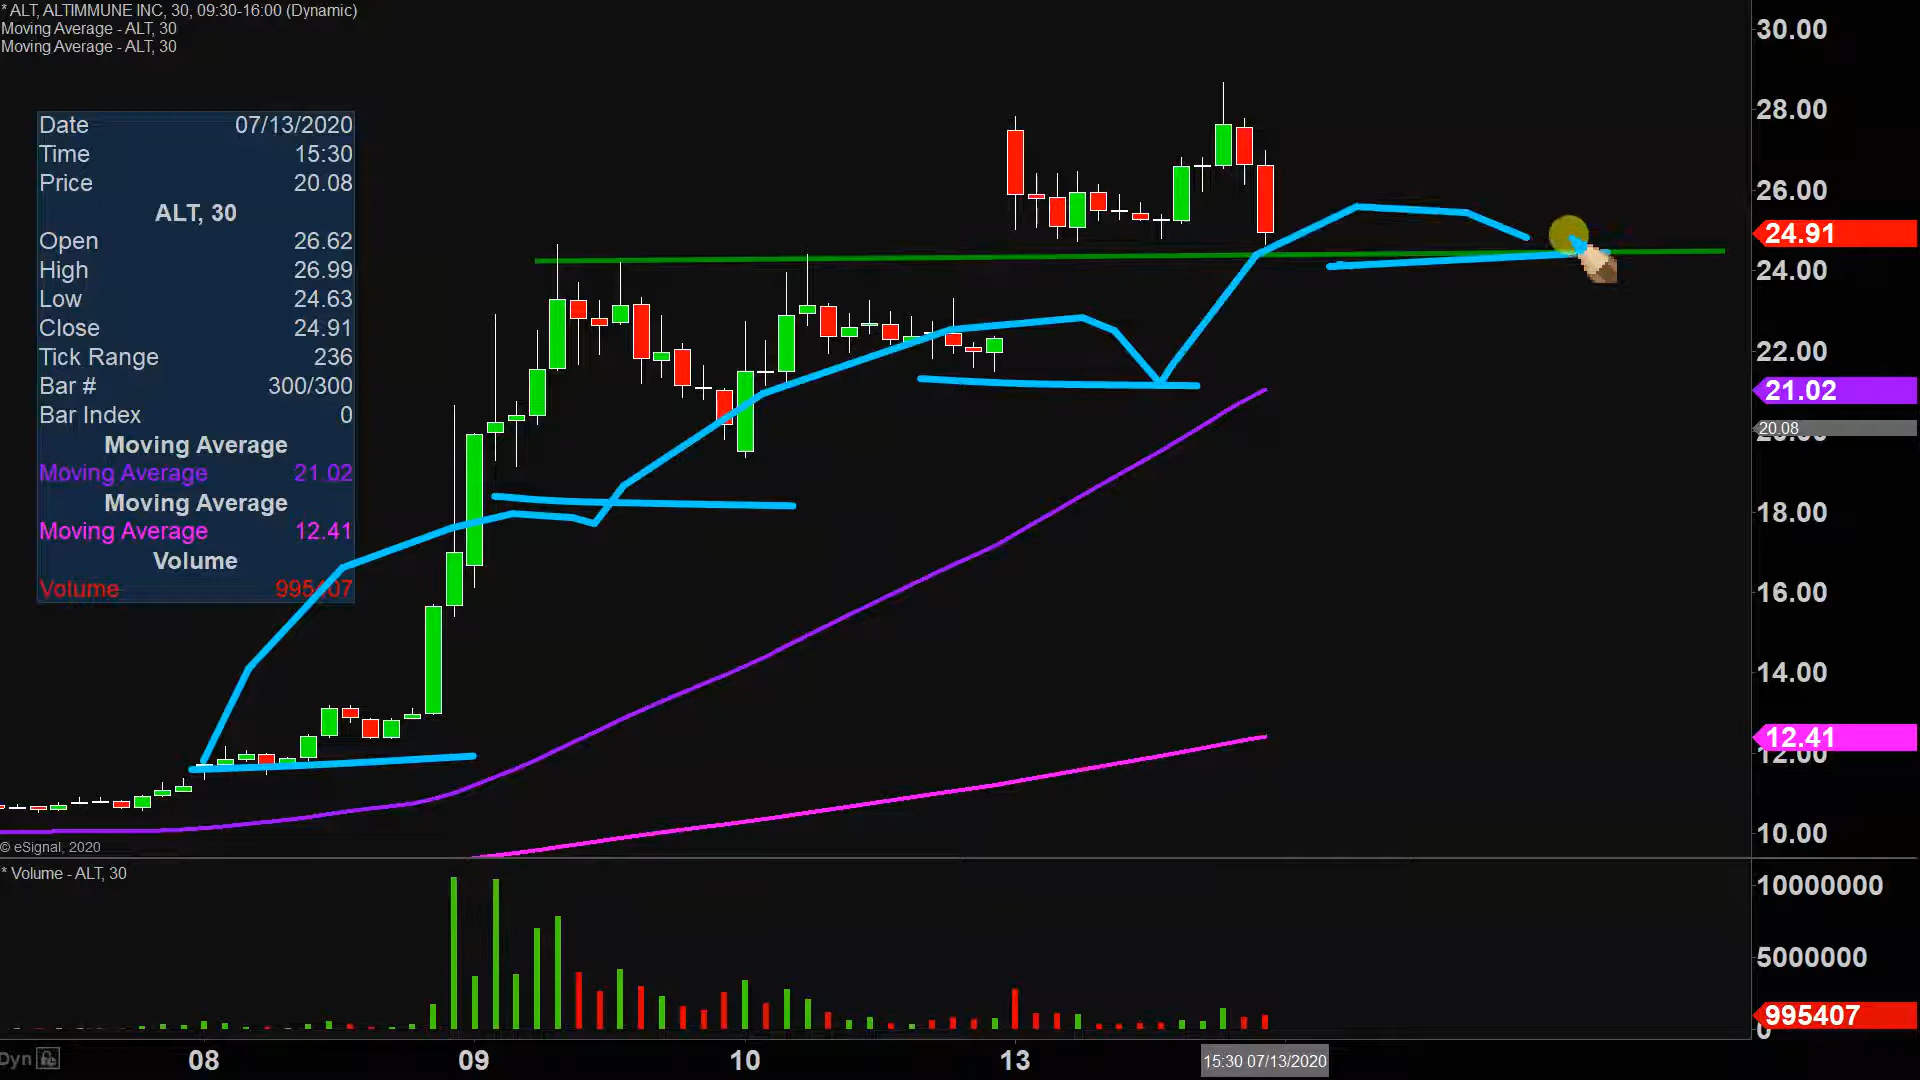 * ALT, ALTIMMUNE INC, 30, 09:30-16:00 (Dynamic)
Moving Average - ALT, 30
Moving Average - ALT, 30
Date 07/13/2020
Time 15:30
Price 20.08
ALT, 30
Open 26.62
High 26.99
Low 24.63
Close 24.91
Tick Range 236
Bar # 300/300
Bar Index 0
Moving Average
Moving Average 21.02
Moving Average
Moving Average 12.41
Volume
Volume 995407
30.00
28.00
26.00
24.91
24.00
22.00
21.02
20.08
18.00
16.00
14.00
12.41
12.00
10.00
© eSignal, 2020
* Volume - ALT, 30
10000000
5000000
995407
0
Dyn
08
09
10
13
15:30 07/13/2020